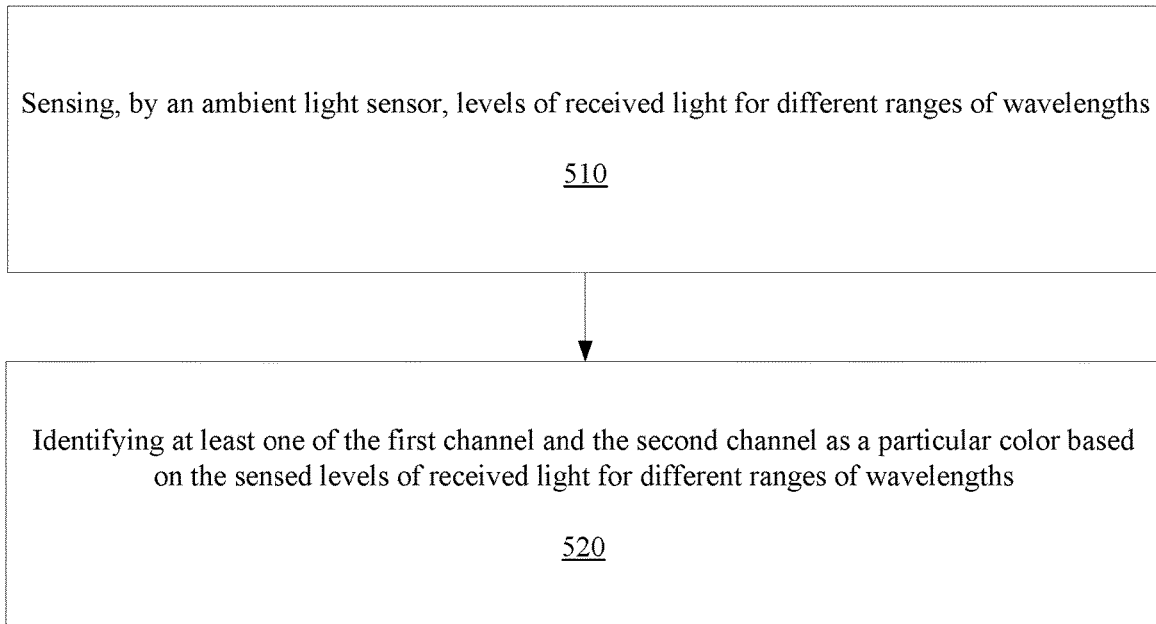 Sensing, by an ambient light sensor, levels of received light for different ranges of wavelengths
510
Identifying at least one of the first channel and the second channel as a particular color based
on the sensed levels of received light for different ranges of wavelengths
520